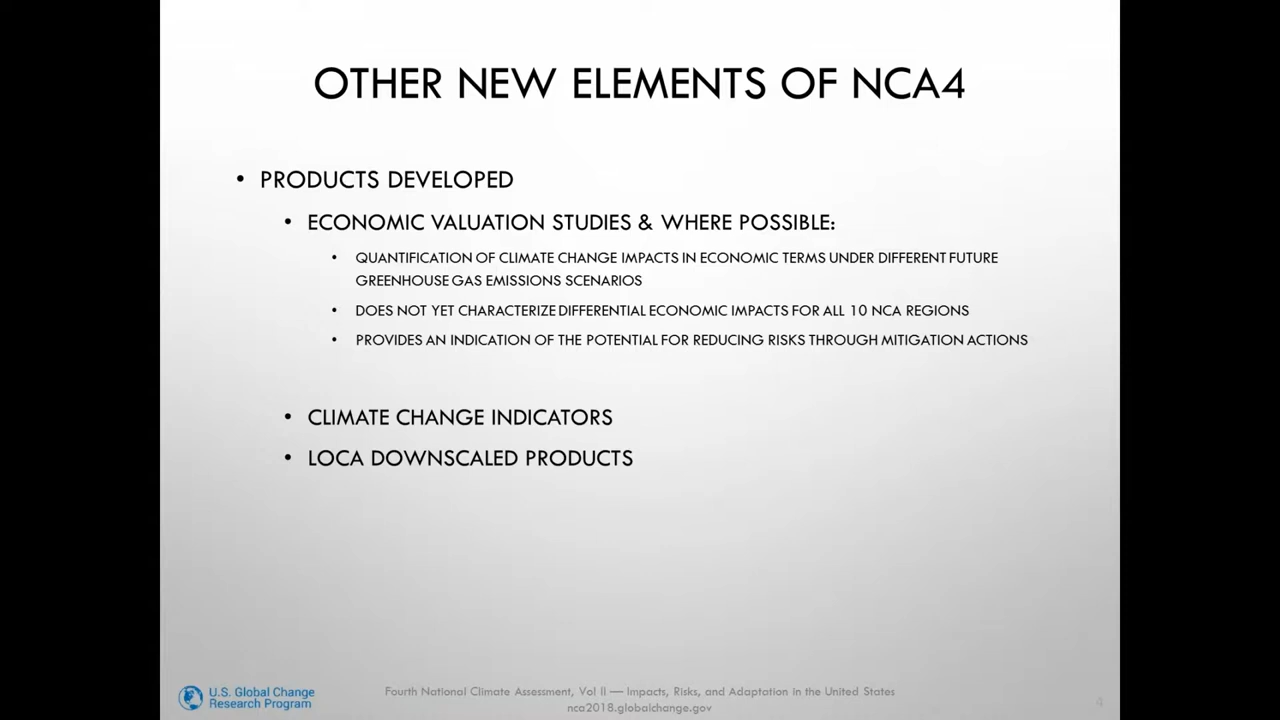 OTHER NEW ELEMENTS OF NCA4
• PRODUCTS DEVELOPED
• ECONOMIC VALUATION STUDIES & WHERE POSSIBLE:
• QUANTIFICATION OF CLIMATE CHANGE IMPACTS IN ECONOMIC TERMS UNDER DIFFERENT FUTURE
GREENHOUSE GAS EMISSIONS SCENARIOS
• DOES NOT YET CHARACTERIZE DIFFERENTIAL ECONOMIC IMPACTS FOR ALL 10 NCA REGIONS
• PROVIDES AN INDICATION OF THE POTENTIAL FOR REDUCING RISKS THROUGH MITIGATION ACTIONS
• CLIMATE CHANGE INDICATORS
• LOCA DOWNSCALED PRODUCTS
U.S. Global Change
Research Program
Fourth National Climate Assessment, Vol II — Impacts, Risks, and Adaptation in the United States
nca2018.globalchange.gov
4